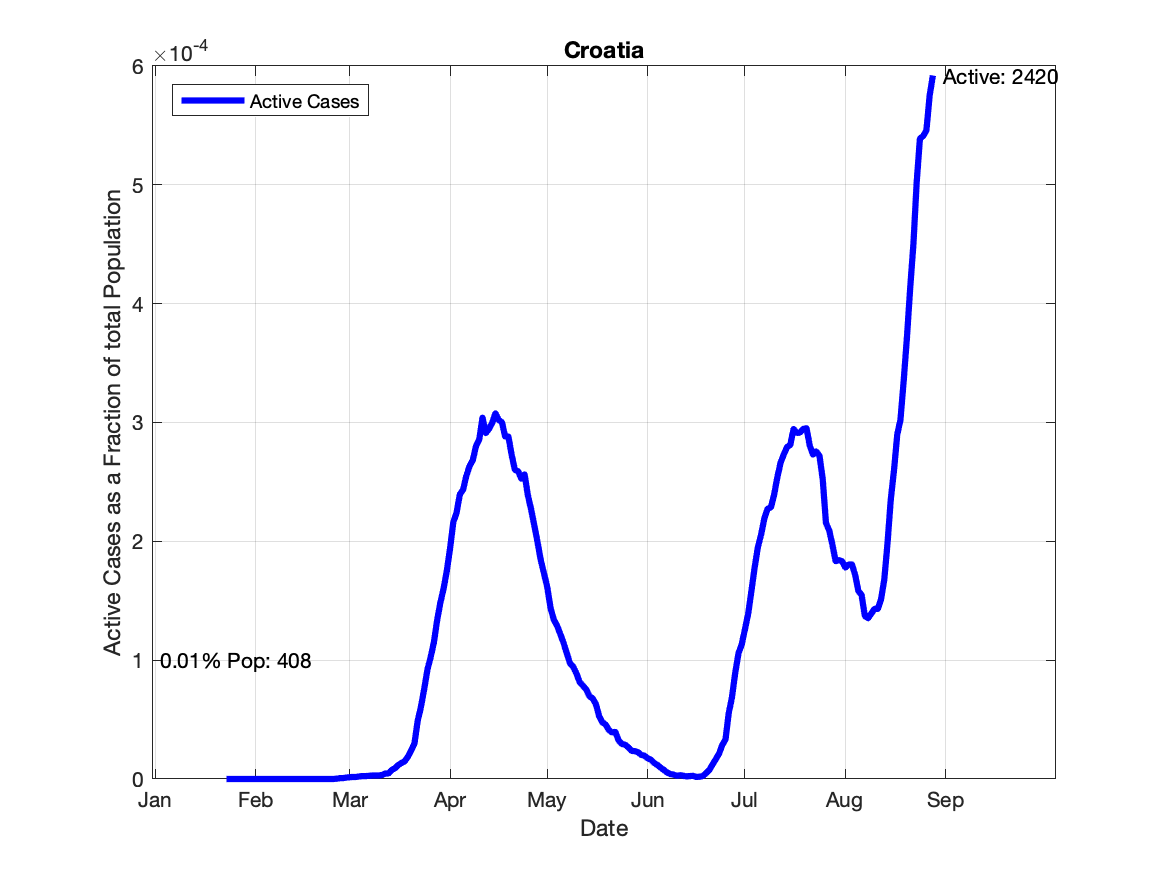 Croatia
×10^-4
6
5
4
3
2
1
0
Active Cases as a Fraction of total Population
Active Cases
Active: 2420
0.01% Pop: 408
Jan Feb Mar Apr May Jun Jul Aug Sep
Date